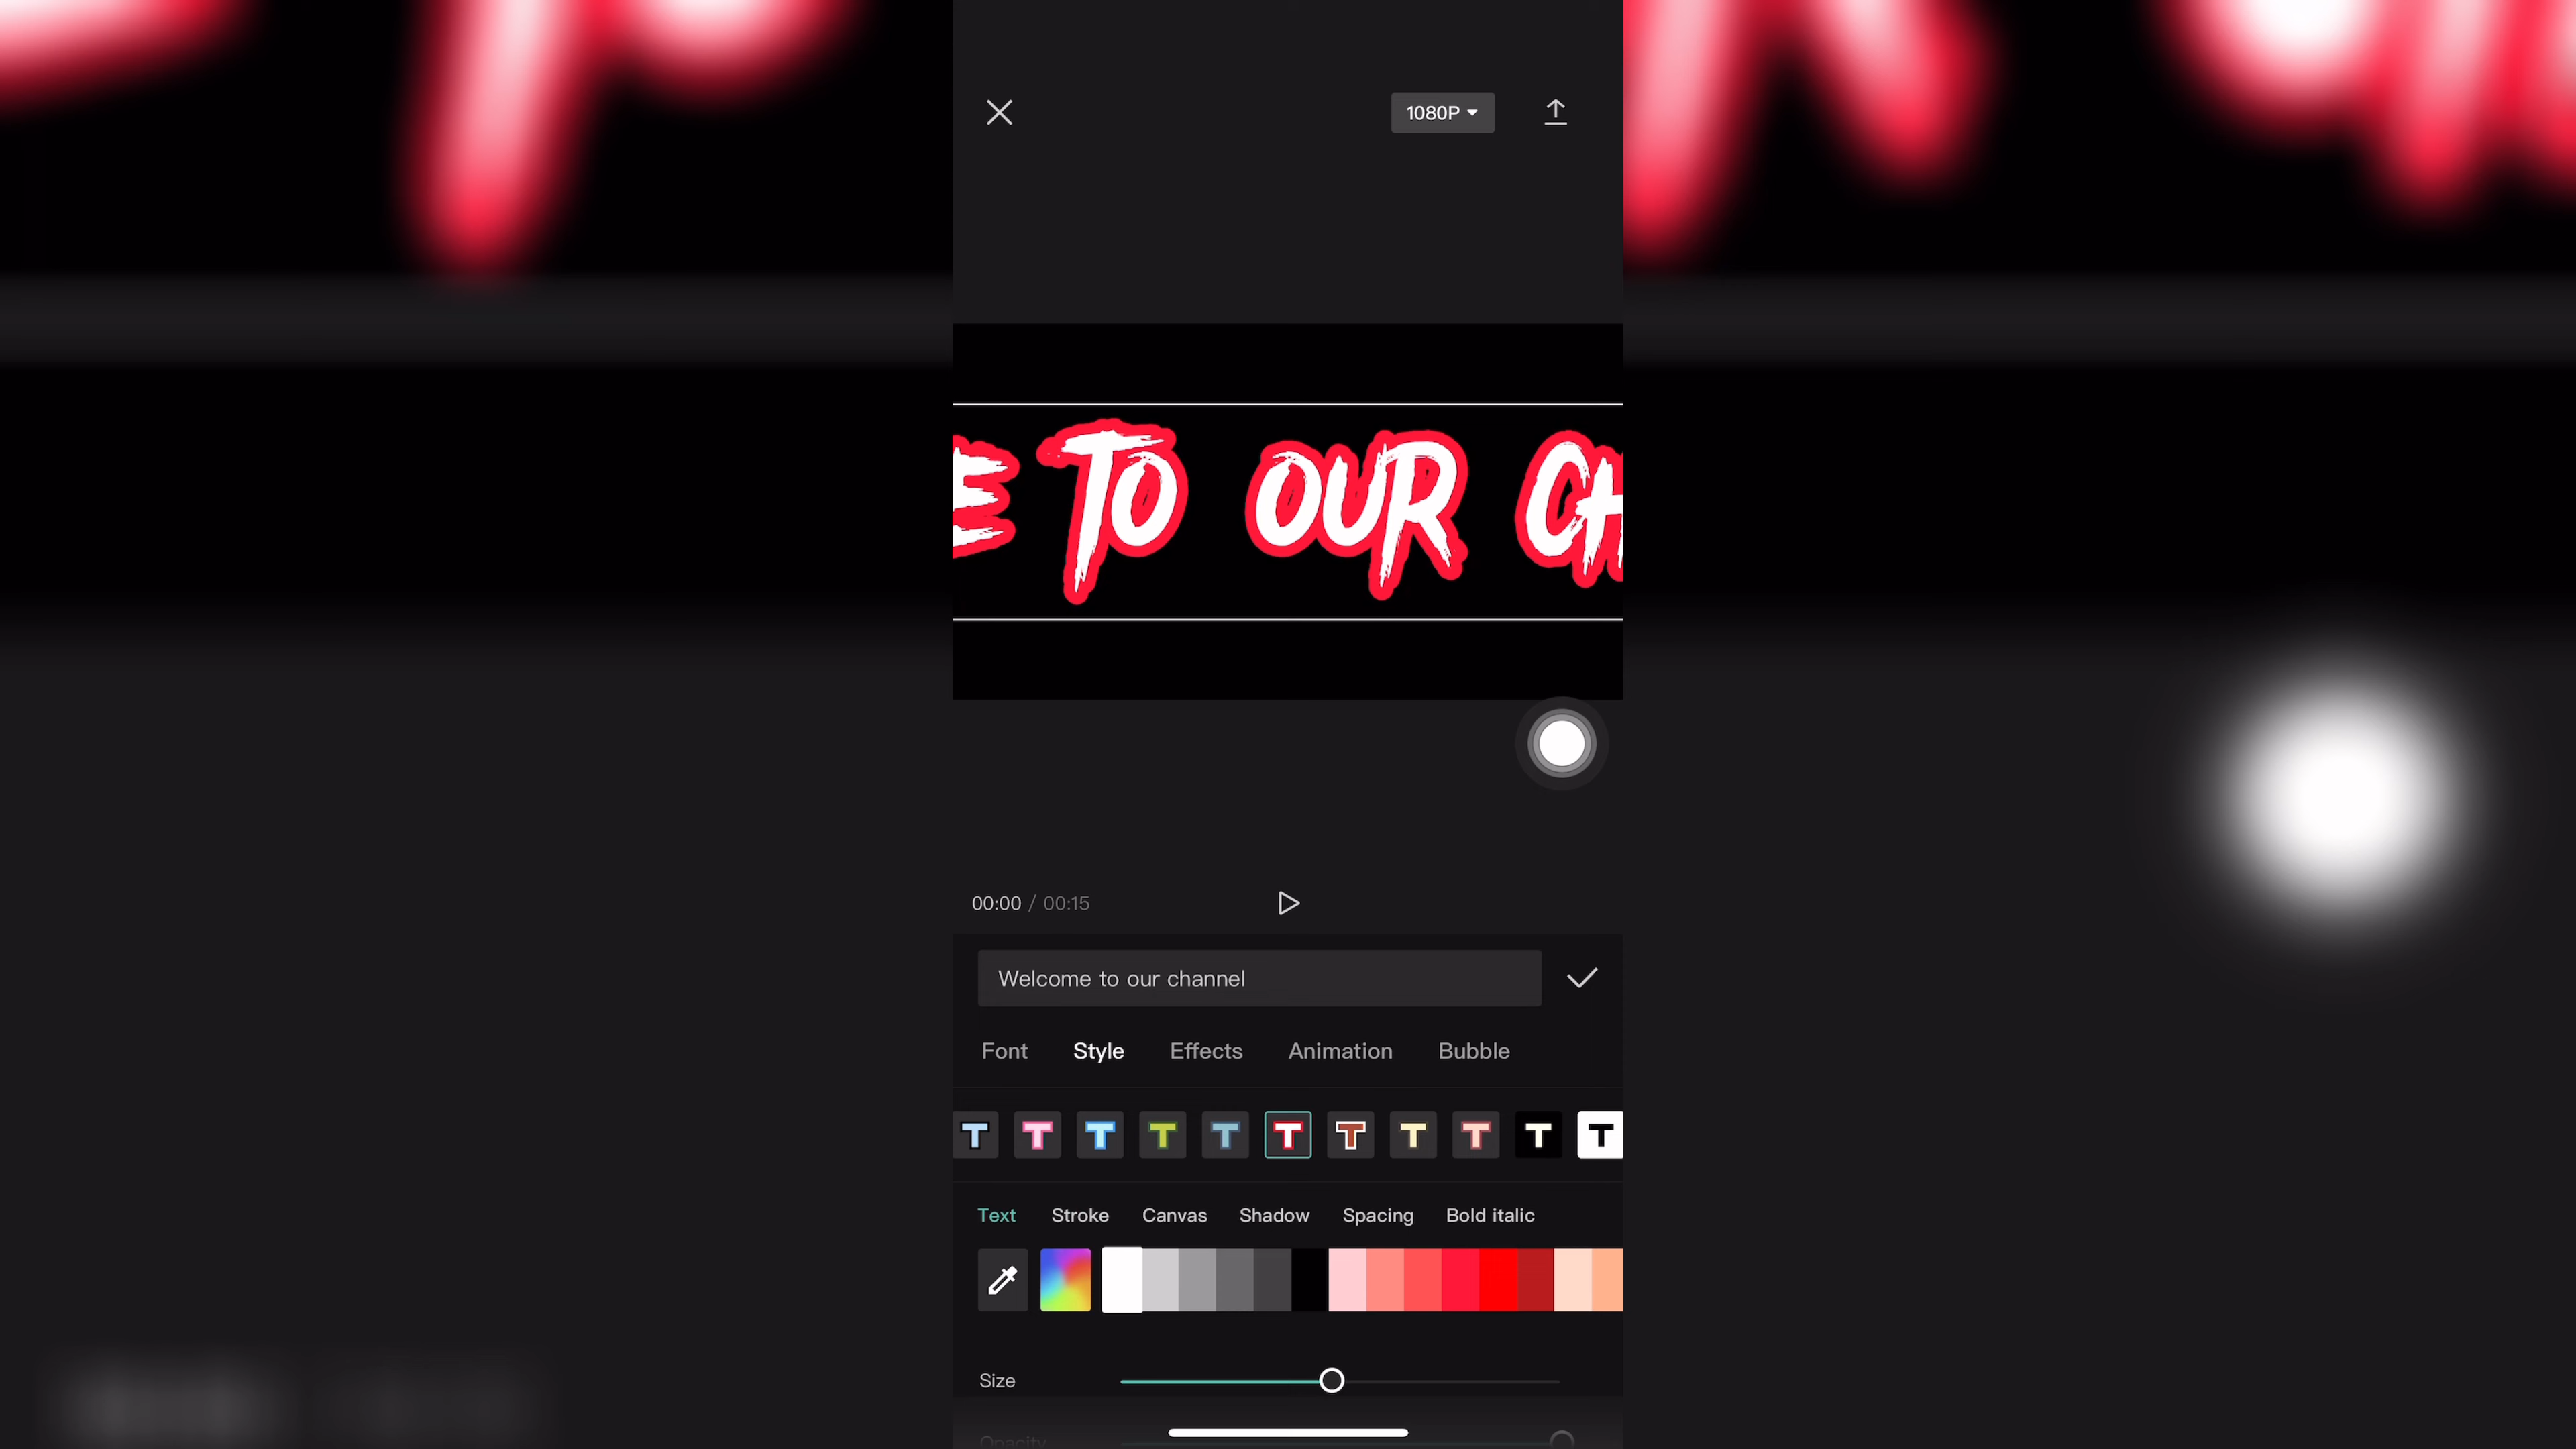 1080P
E TO OUR CH
00:00 / 00:15
Welcome to our channel
Font Style Effects Animation Bubble
T T T T T T T T T T T
Text Stroke Canvas Shadow Spacing Bold italic
Size
Opacity